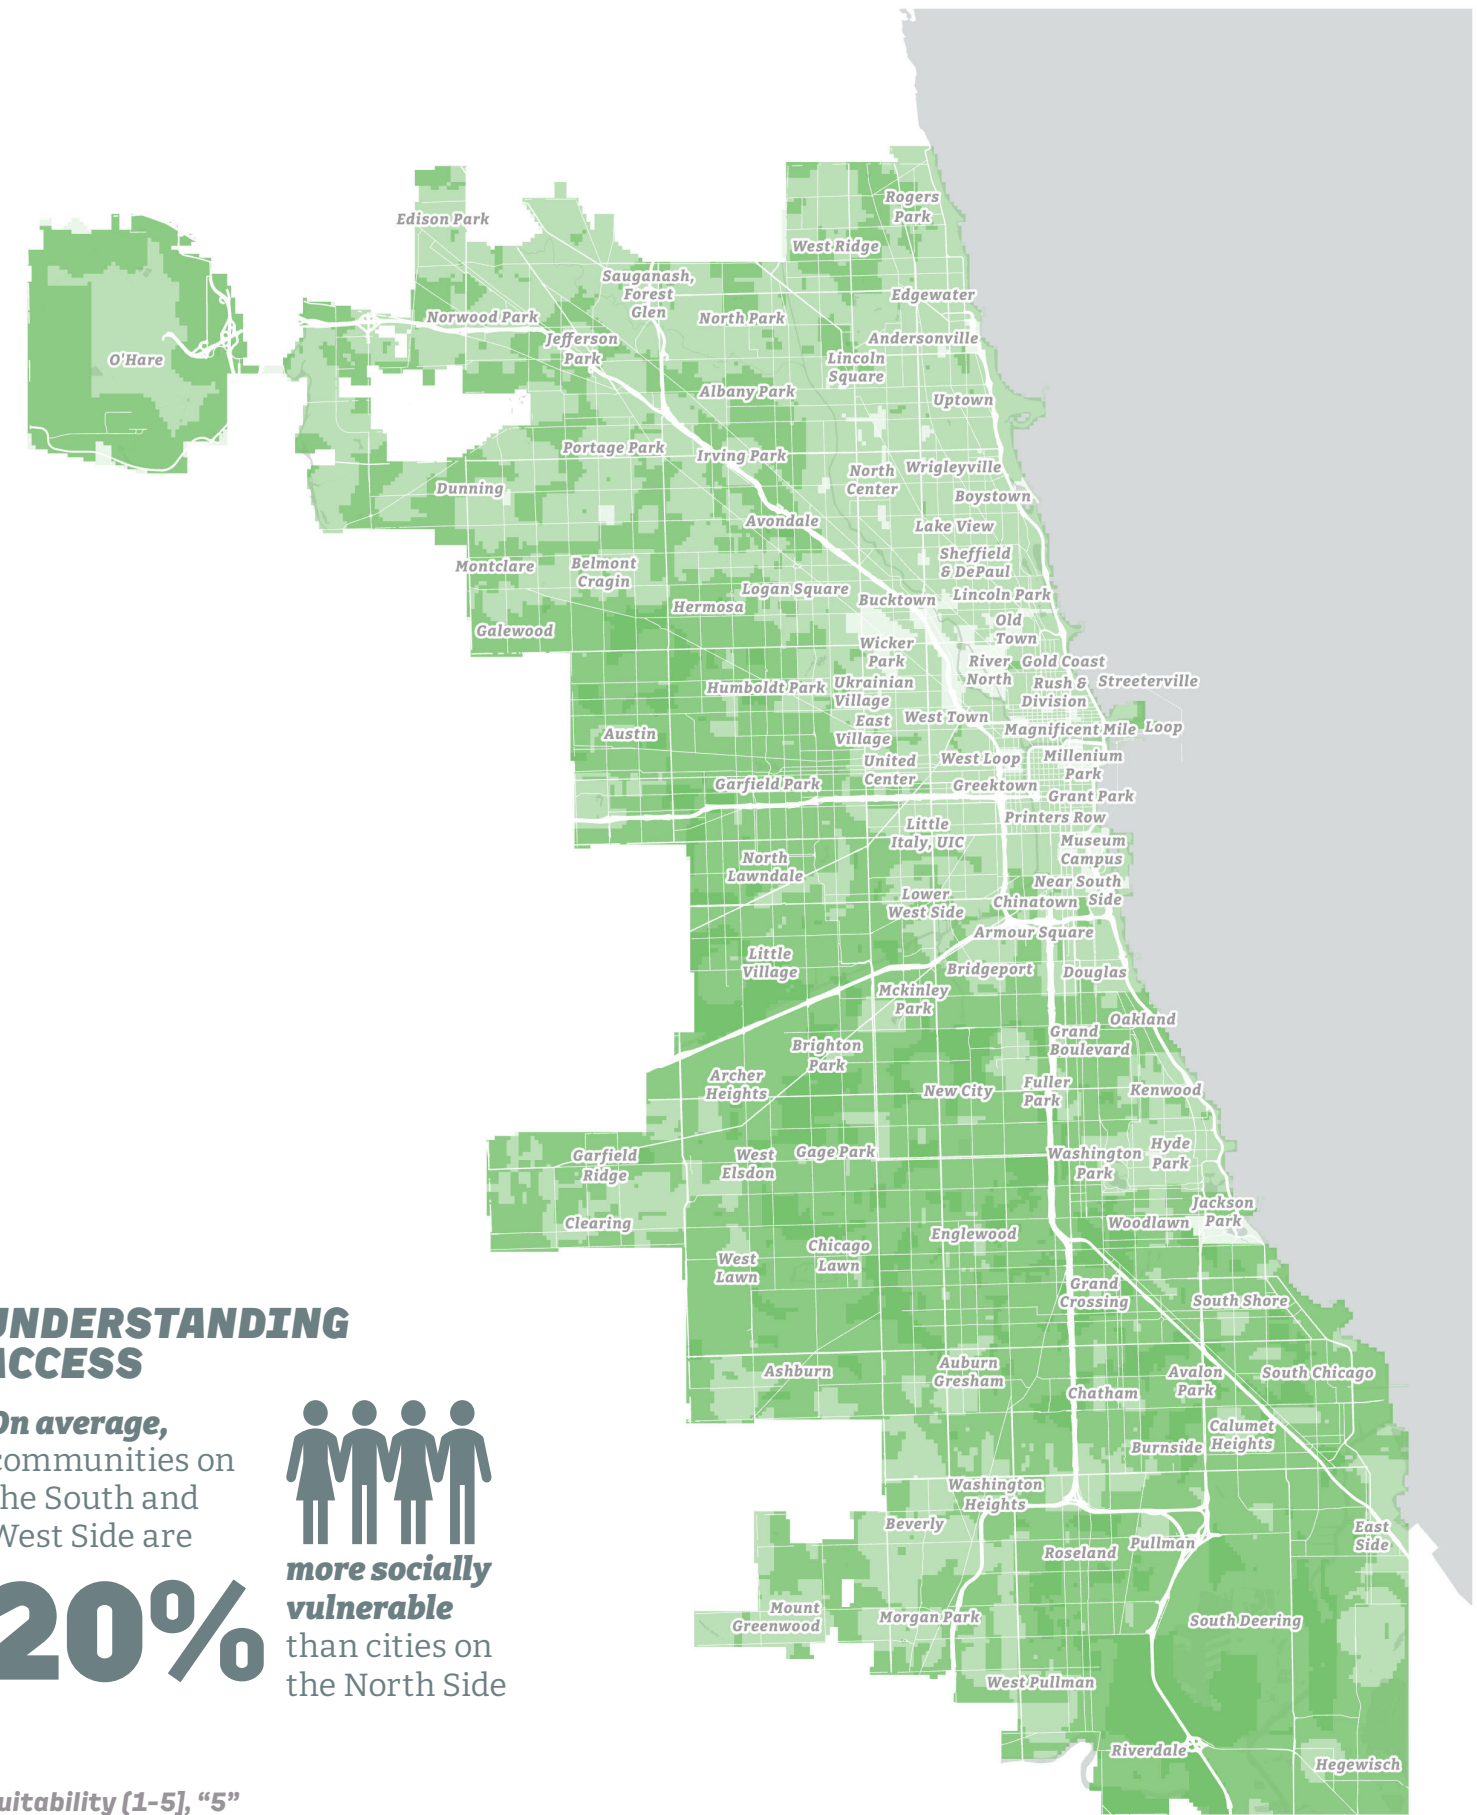 Rogers
Park
Edison Park
West Ridge
Sauganash,
Forest
Glen
Edgewater
Norwood Park
North Park
Jefferson
Park
Andersonville
O'Hare
Lincoln
Square
Albany Park
Uptown
Portage Park
Irving Park
North
Center
Wrigleyville
Dunning
Boystown
Avondale
Lake View
Sheffield
& DePaul
Montclare
Belmont
Cragin
Logan Square
Lincoln Park
Bucktown
Hermosa
Old
Town
Galewood
Wicker
Park
River
North
Gold Coast
Rush &
Division
Streeterville
Humboldt Park
Ukrainian
Village
West Town
East
Village
Magnificent Mile
Loop
Austin
United
Center
West Loop
Millenium
Park
Garfield Park
Greektown
Grant Park
Printers Row
Little
Italy, UIC
Museum
Campus
North
Lawndale
Near South
Side
Lower
West Side
Chinatown
Armour Square
Little
Village
Bridgeport
Douglas
Mckinley
Park
Oakland
Grand
Boulevard
Brighton
Park
Archer
Heights
New City
Fuller
Park
Kenwood
Garfield
Ridge
West
Elsdon
Gage Park
Washington
Park
Hyde
Park
Clearing
Jackson
Park
Woodlawn
Englewood
Chicago
Lawn
West
Lawn
Grand
Crossing
South Shore
Ashburn
Auburn
Gresham
Chatham
Avalon
Park
South Chicago
Calumet
Heights
Burnside
Washington
Heights
Beverly
East
Side
Roseland
Pullman
Mount
Greenwood
Morgan Park
South Deering
West Pullman
Riverdale
Hegewisch
UNDERSTANDING
ACCESS
On average,
communities on
the South and
West Side are
20%
more socially
vulnerable
than cities on
the North Side
uitability (1-5], “5”